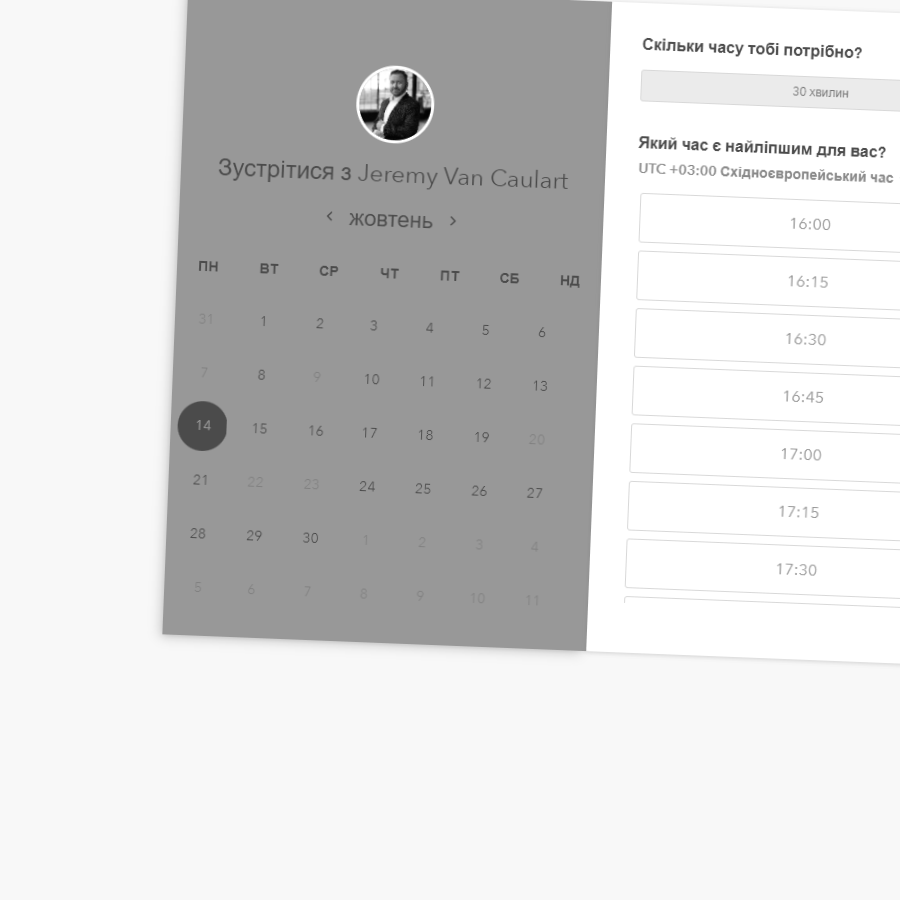 Зустрітися з Jeremy Van Caulart
‹ жовтень ›
ПН ВТ СР ЧТ ПТ СБ НД
31 1 2 3 4 5 6
7 8 9 10 11 12 13
14 15 16 17 18 19 20
21 22 23 24 25 26 27
28 29 30 1 2 3 4
5 6 7 8 9 10 11
Скільки часу тобі потрібно?
30 хвилин
Який час є найліпшим для вас?
UTC +03:00 Східноєвропейський час
16:00
16:15
16:30
16:45
17:00
17:15
17:30